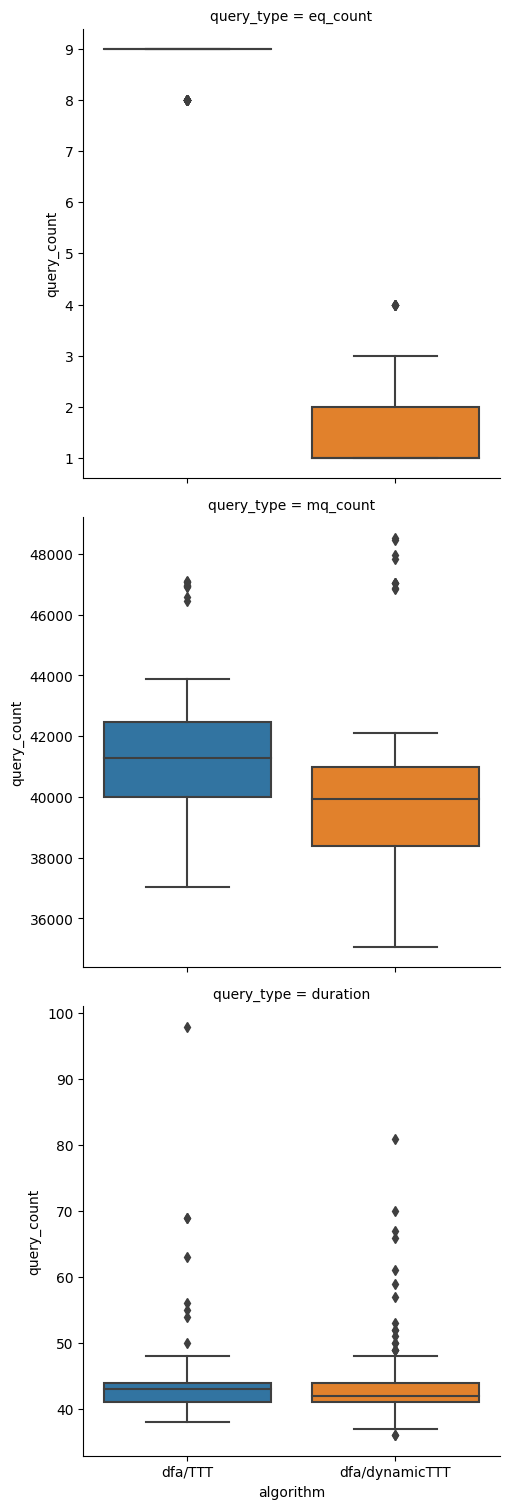 query_type = eq_count
9
8
7
6
5
4
3
2
1
query_count
query_type = mq_count
48000
46000
44000
42000
40000
38000
36000
query_count
query_type = duration
100
90
80
70
60
50
40
query_count
dfa/TTT dfa/dynamicTTT
algorithm